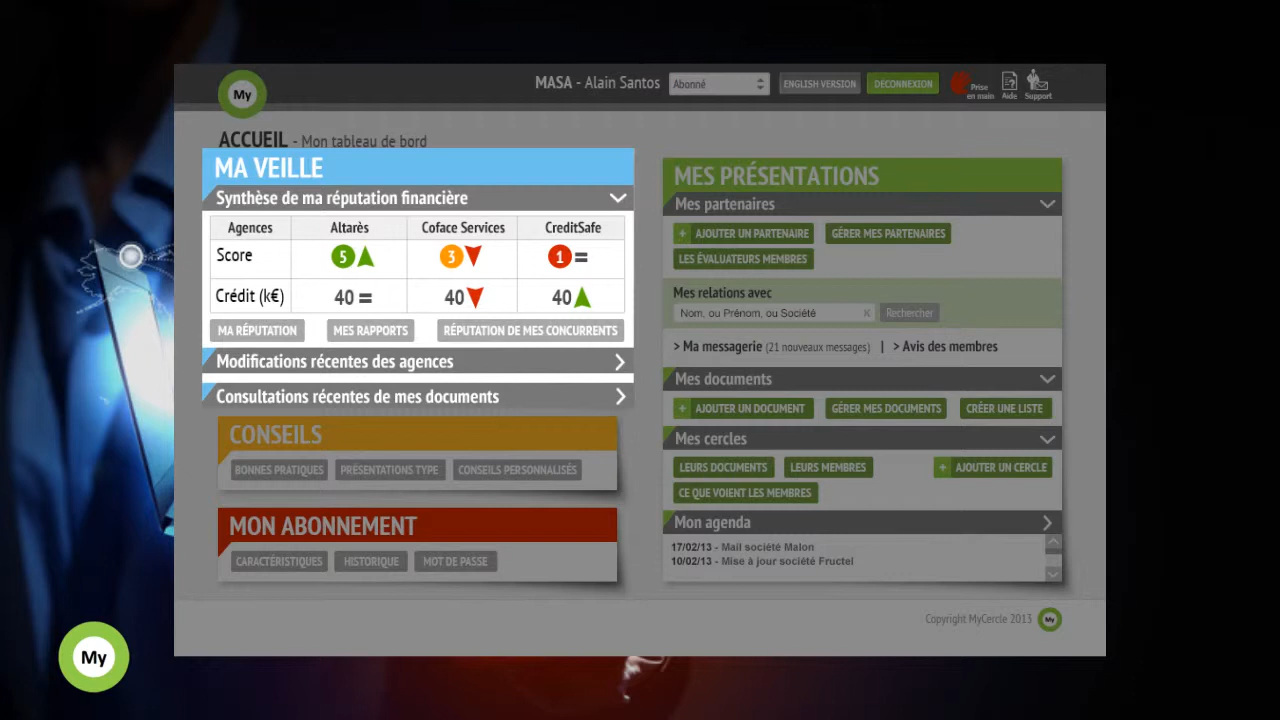 My
MASA - Alain Santos
Abonné
ENGLISH VERSION
DÉCONNEXION
Prise
en main
Aide
Support
ACCUEIL - Mon tableau de bord
MA VEILLE
Synthèse de ma réputation financière
Agences Altarès Coface Services CreditSafe
Score 5 3 1 =
Crédit (k€) 40 = 40 40
MA RÉPUTATION MES RAPPORTS RÉPUTATION DE MES CONCURRENTS
Modifications récentes des agences
Consultations récentes de mes documents
CONSEILS
BONNES PRATIQUES PRÉSENTATIONS TYPE CONSEILS PERSONNALISÉS
MON ABONNEMENT
CARACTÉRISTIQUES HISTORIQUE MOT DE PASSE
MES PRÉSENTATIONS
Mes partenaires
+ AJOUTER UN PARTENAIRE GÉRER MES PARTENAIRES
LES ÉVALUATEURS MEMBRES
Mes relations avec
Nom, ou Prénom, ou Société × Rechercher
> Ma messagerie (21 nouveaux messages) | > Avis des membres
Mes documents
+ AJOUTER UN DOCUMENT GÉRER MES DOCUMENTS CRÉER UNE LISTE
Mes cercles
LEURS DOCUMENTS LEURS MEMBRES + AJOUTER UN CERCLE
CE QUE VOIENT LES MEMBRES
Mon agenda
17/02/13 - Mail société Malon
10/02/13 - Mise à jour société Fructel
Copyright MyCercle 2013 My
My